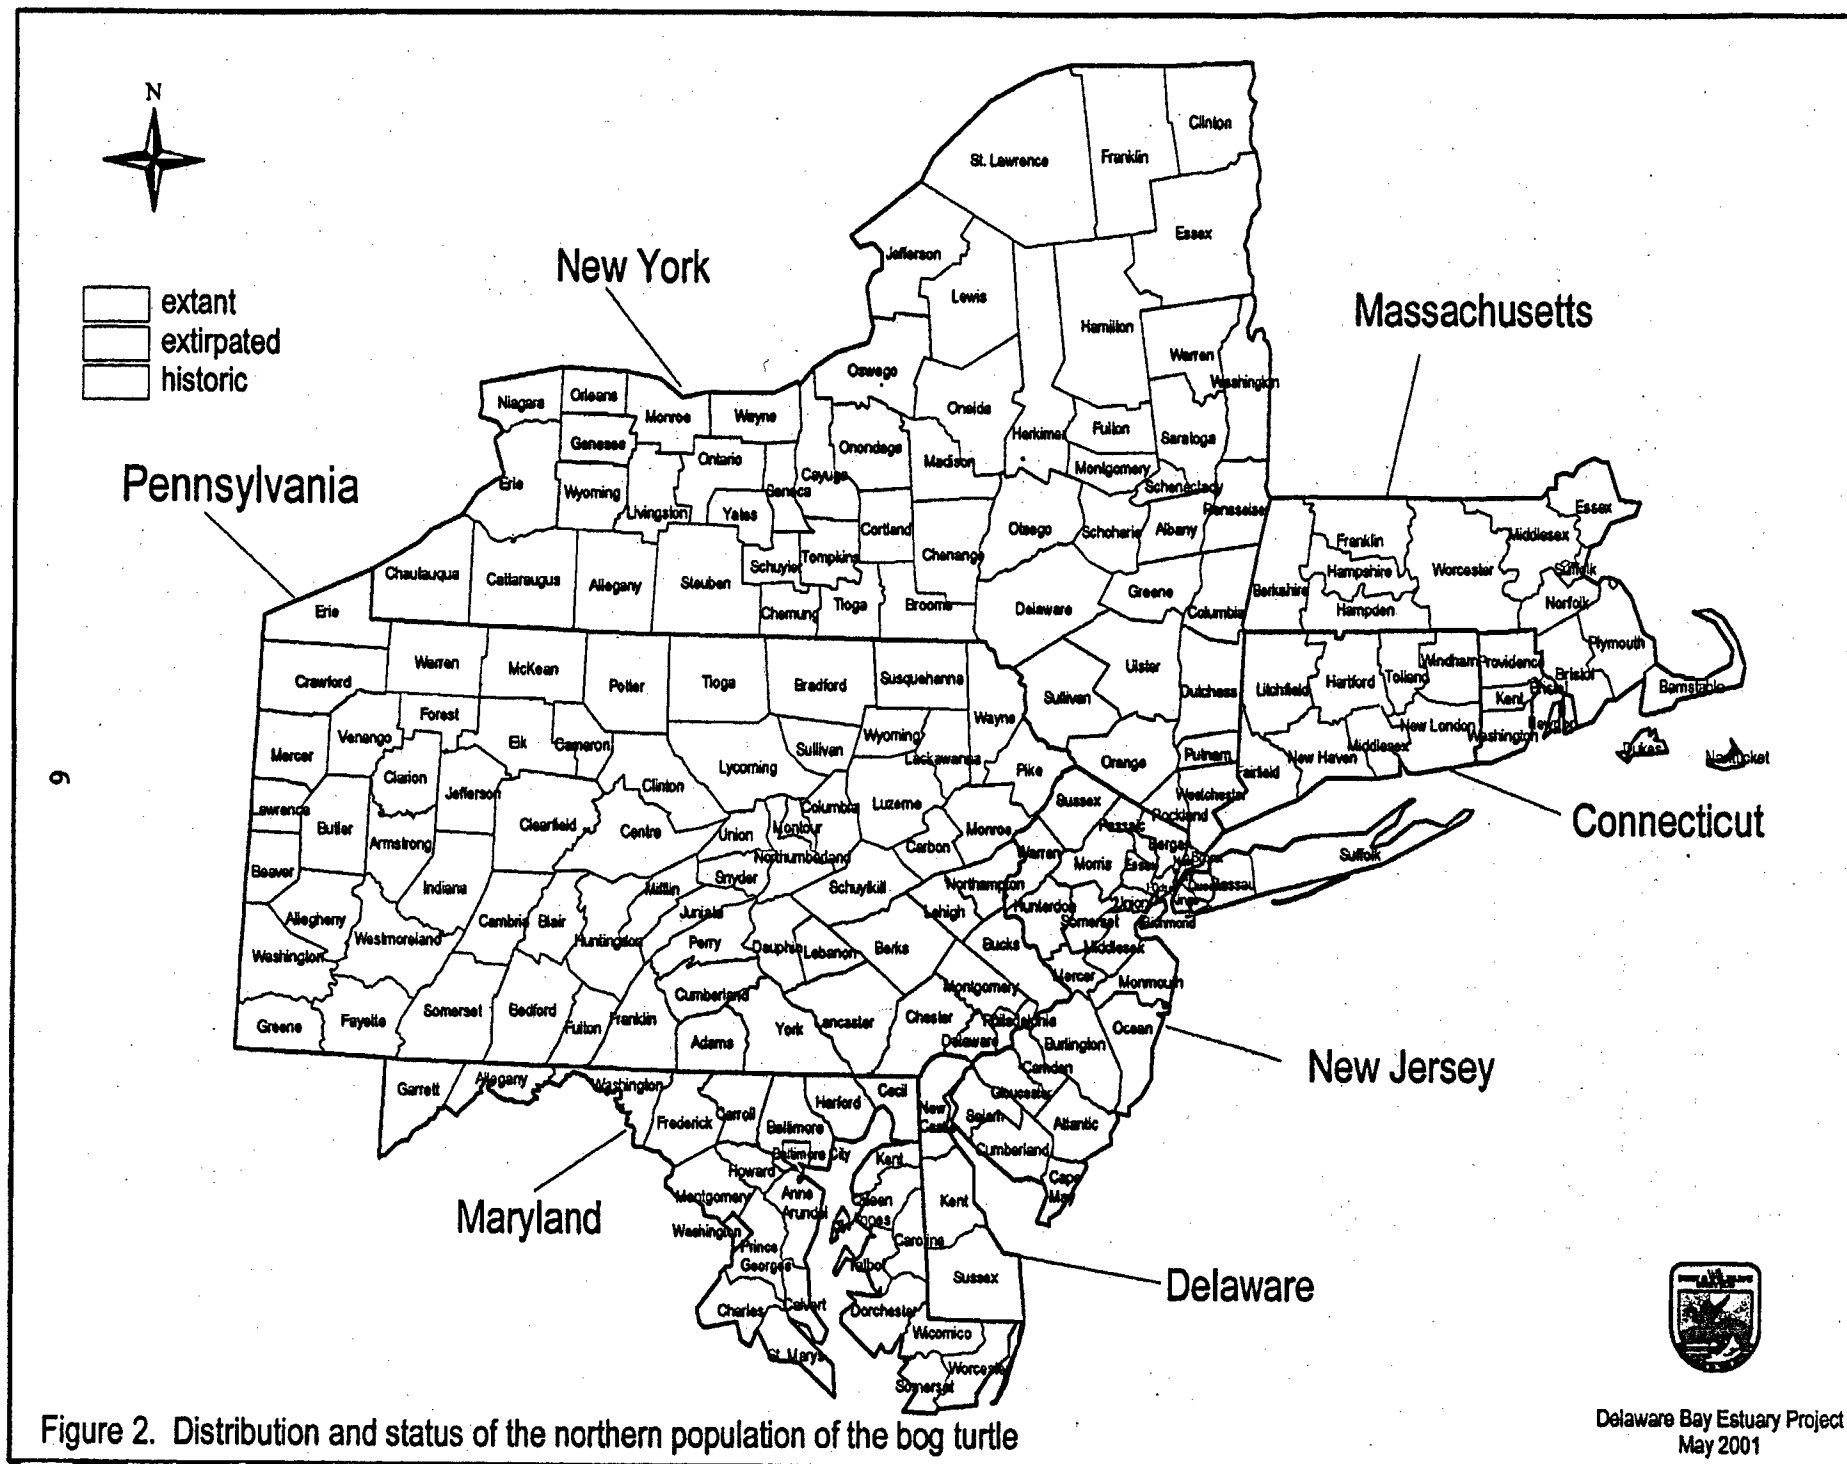 N
extant
extirpated
historic
New York
Pennsylvania
Massachusetts
Connecticut
New Jersey
Delaware
Maryland
Clinton
Franklin
St. Lawrence
Essex
Jefferson
Lewis
Hamilton
Warren
Washington
Oswego
Oneida
Herkimer
Fulton
Saratoga
Niagara
Orleans
Monroe
Wayne
Genesee
Ontario
Onondaga
Madison
Montgomery
Schenectady
Erie
Wyoming
Livingston
Yates
Seneca
Cayuga
Cortland
Otsego
Schoharie
Albany
Rensselaer
Chautauqua
Cattaraugus
Allegany
Steuben
Schuyler
Tompkins
Chenango
Chemung
Tioga
Broome
Delaware
Greene
Columbia
Ulster
Sullivan
Dutchess
Orange
Putnam
Westchester
Rockland
Suffolk
Nassau
Richmond
Essex
Middlesex
Franklin
Hampshire
Worcester
Suffolk
Berkshire
Hampden
Norfolk
Plymouth
Bristol
Barnstable
Dukes
Nantucket
Litchfield
Hartford
Tolland
Windham
Providence
Kent
Bristol
Washington
New London
Middlesex
New Haven
Fairfield
Erie
Crawford
Warren
McKean
Potter
Tioga
Bradford
Susquehanna
Wayne
Forest
Mercer
Venango
Elk
Cameron
Sullivan
Wyoming
Lackawanna
Pike
Clarion
Lycoming
Clinton
Jefferson
Lawrence
Butler
Armstrong
Clearfield
Centre
Union
Montour
Columbia
Luzerne
Monroe
Carbon
Northumberland
Snyder
Beaver
Indiana
Mifflin
Schuylkill
Northampton
Lehigh
Allegheny
Westmoreland
Cambria
Blair
Huntingdon
Juniata
Perry
Dauphin
Lebanon
Berks
Bucks
Washington
Montgomery
Cumberland
Greene
Fayette
Somerset
Bedford
Fulton
Franklin
Adams
York
Lancaster
Chester
Delaware
Philadelphia
Sussex
Passaic
Bergen
Warren
Morris
Essex
Hunterdon
Somerset
Union
Middlesex
Mercer
Monmouth
Ocean
Burlington
Camden
Gloucester
Salem
Atlantic
Cumberland
Cape
May
Garrett
Allegany
Washington
Frederick
Carroll
Baltimore
Harford
Cecil
Baltimore City
Howard
Montgomery
Anne
Arundel
Kent
Queen
Annes
Washington
Prince
Georges
Caroline
Talbot
Charles
Calvert
Dorchester
St. Marys
Wicomico
Worcester
Somerset
New
Castle
Kent
Sussex
9
Figure 2. Distribution and status of the northern population of the bog turtle
Delaware Bay Estuary Project
May 2001